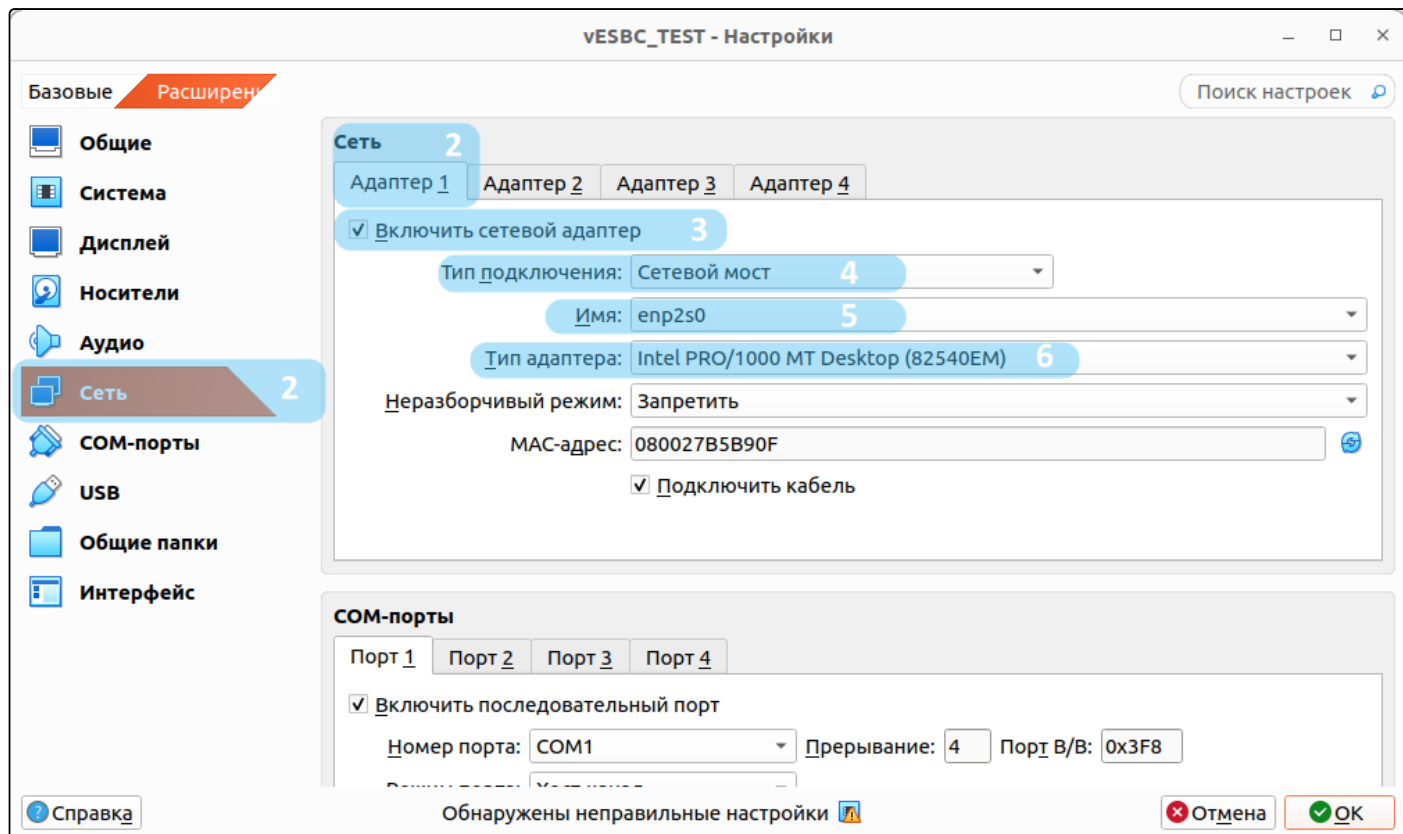 vESBC_TEST - Настройки
Базовые Расширен
Поиск настроек
Общие
Система
Дисплей
Носители
Аудио
Сеть 2
COM-порты
USB
Общие папки
Интерфейс
Сеть 2
Адаптер 1 Адаптер 2 Адаптер 3 Адаптер 4
Включить сетевой адаптер 3
Тип подключения: Сетевой мост 4
Имя: enp2s0 5
Тип адаптера: Intel PRO/1000 MT Desktop (82540EM) 6
Неразборчивый режим: Запретить
MAC-адрес: 080027B5B90F
Подключить кабель
COM-порты
Порт 1 Порт 2 Порт 3 Порт 4
Включить последовательный порт
Номер порта: COM1 Прерывание: 4 Порт В/В: 0x3F8
Справка Обнаружены неправильные настройки Отмена OK